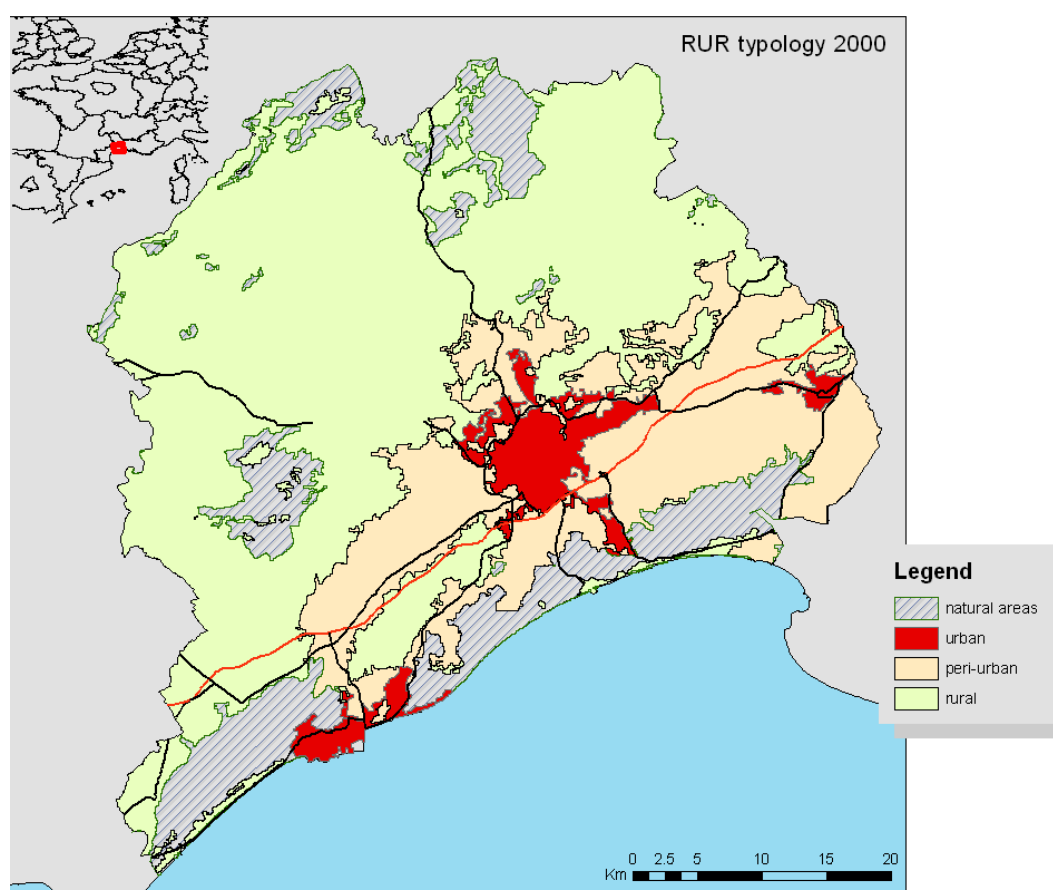 RUR typology 2000
Legend
natural areas
urban
peri-urban
rural
0 2.5 5 10 15 20
Km